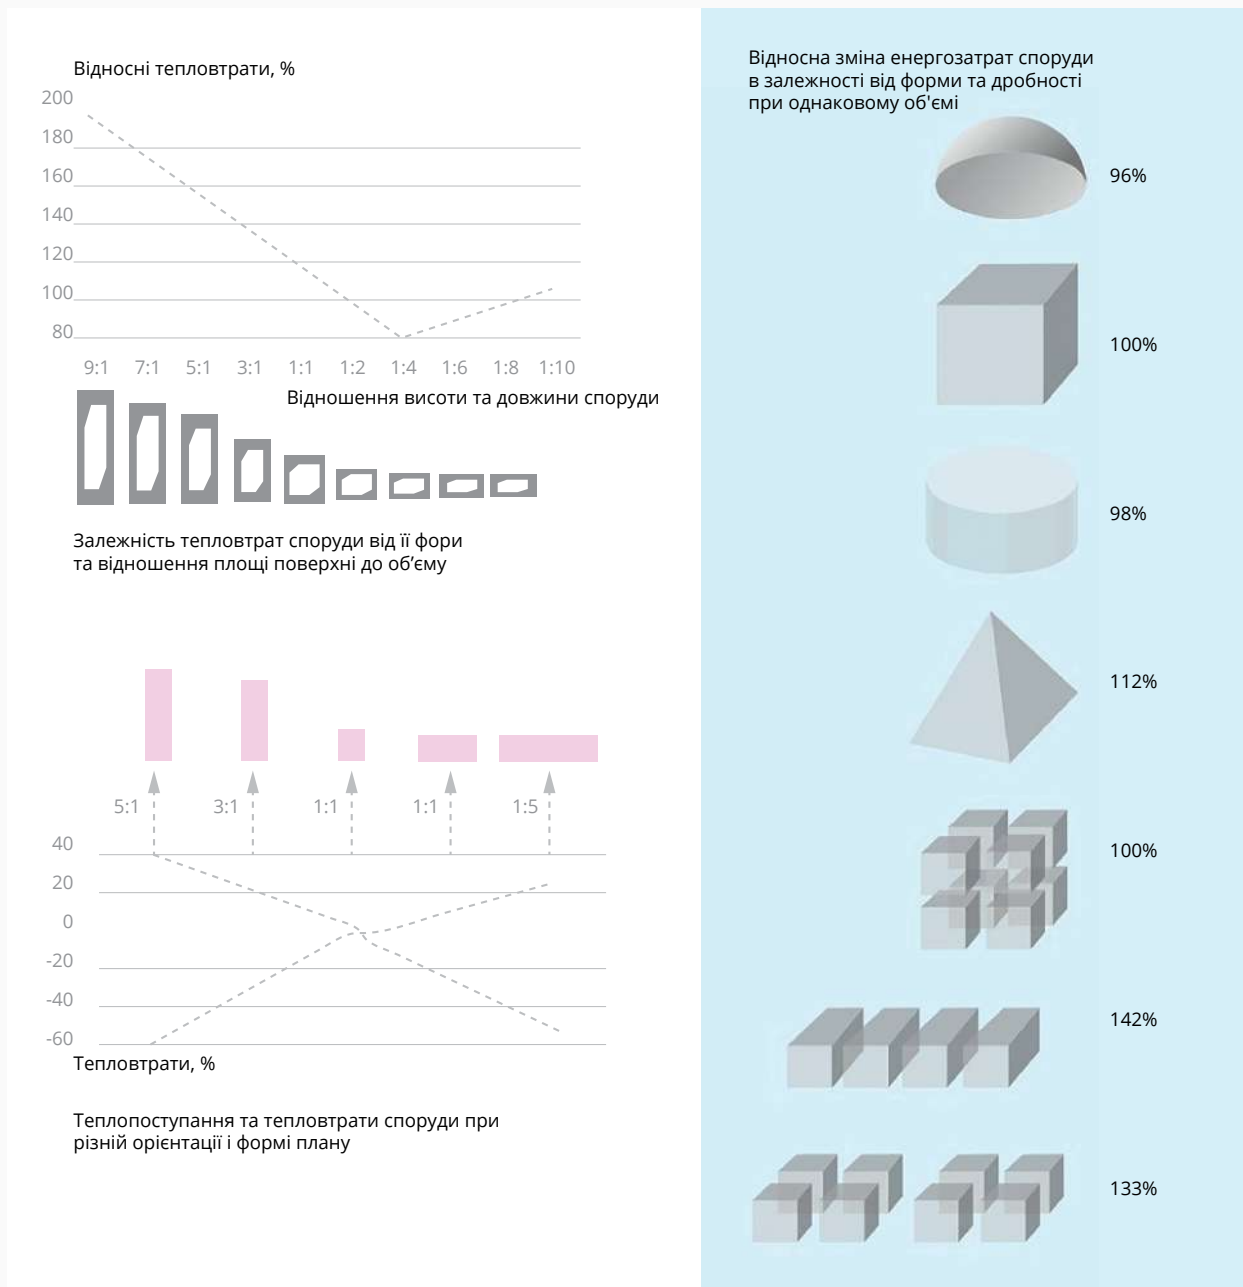 Відносні тепловтрати, %
200
180
160
140
120
100
80
9:1 7:1 5:1 3:1 1:1 1:2 1:4 1:6 1:8 1:10
Відношення висоти та довжини споруди
Залежність тепловтрат споруди від її фори
та відношення площі поверхні до об’єму
5:1 3:1 1:1 1:1 1:5
40
20
0
-20
-40
-60
Тепловтрати, %
Теплопоступання та тепловтрати споруди при
різній орієнтації і формі плану
Відносна зміна енергозатрат споруди
в залежності від форми та дробності
при однаковому об'ємі
96%
100%
98%
112%
100%
142%
133%